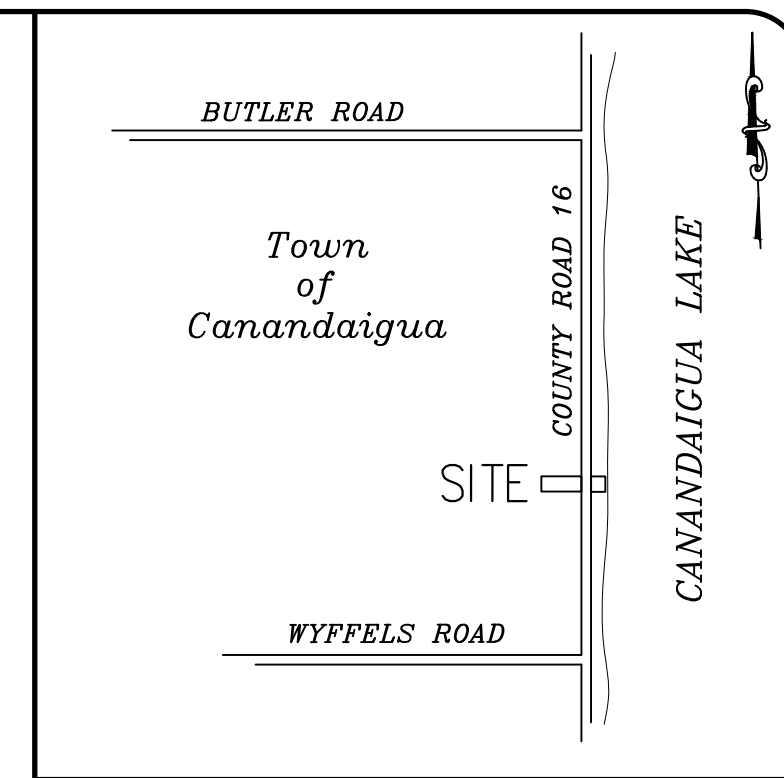 BUTLER ROAD
Town
of
Canandaigua
COUNTY ROAD 16
CANANDAIGUA LAKE
SITE
WYFFELS ROAD